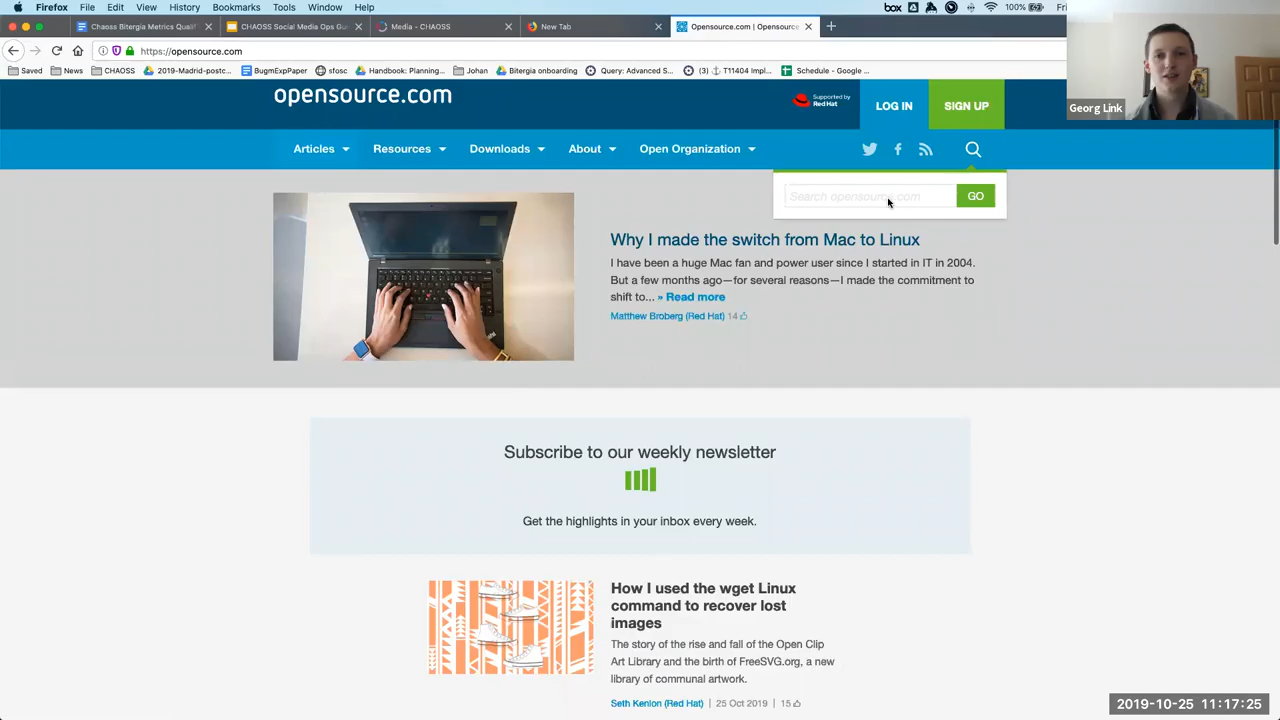 Firefox File Edit View History Bookmarks Tools Window Help
box 100% Fri
Chaoss Bitergia Metrics Qualif
CHAOSS Social Media Ops Gu
Media - CHAOSS
New Tab
Opensource.com | Opensource
https://opensource.com
Saved News CHAOSS 2019-Madrid-postc... BugmExpPaper sfosc Handbook: Planning... Johan Bitergia onboarding Query: Advanced S... (3) T11404 Impl... Schedule - Google ...
Georg Link
opensource.com
Supported by
Red Hat
LOG IN
SIGN UP
Articles Resources Downloads About Open Organization
Search opensource.com
GO
Why I made the switch from Mac to Linux
I have been a huge Mac fan and power user since I started in IT in 2004.
But a few months ago—for several reasons—I made the commitment to
shift to... » Read more
Matthew Broberg (Red Hat) 14
Subscribe to our weekly newsletter
Get the highlights in your inbox every week.
How I used the wget Linux
command to recover lost
images
The story of the rise and fall of the Open Clip
Art Library and the birth of FreeSVG.org, a new
library of communal artwork.
Seth Kenlon (Red Hat) | 25 Oct 2019 | 15
2019-10-25 11:17:25